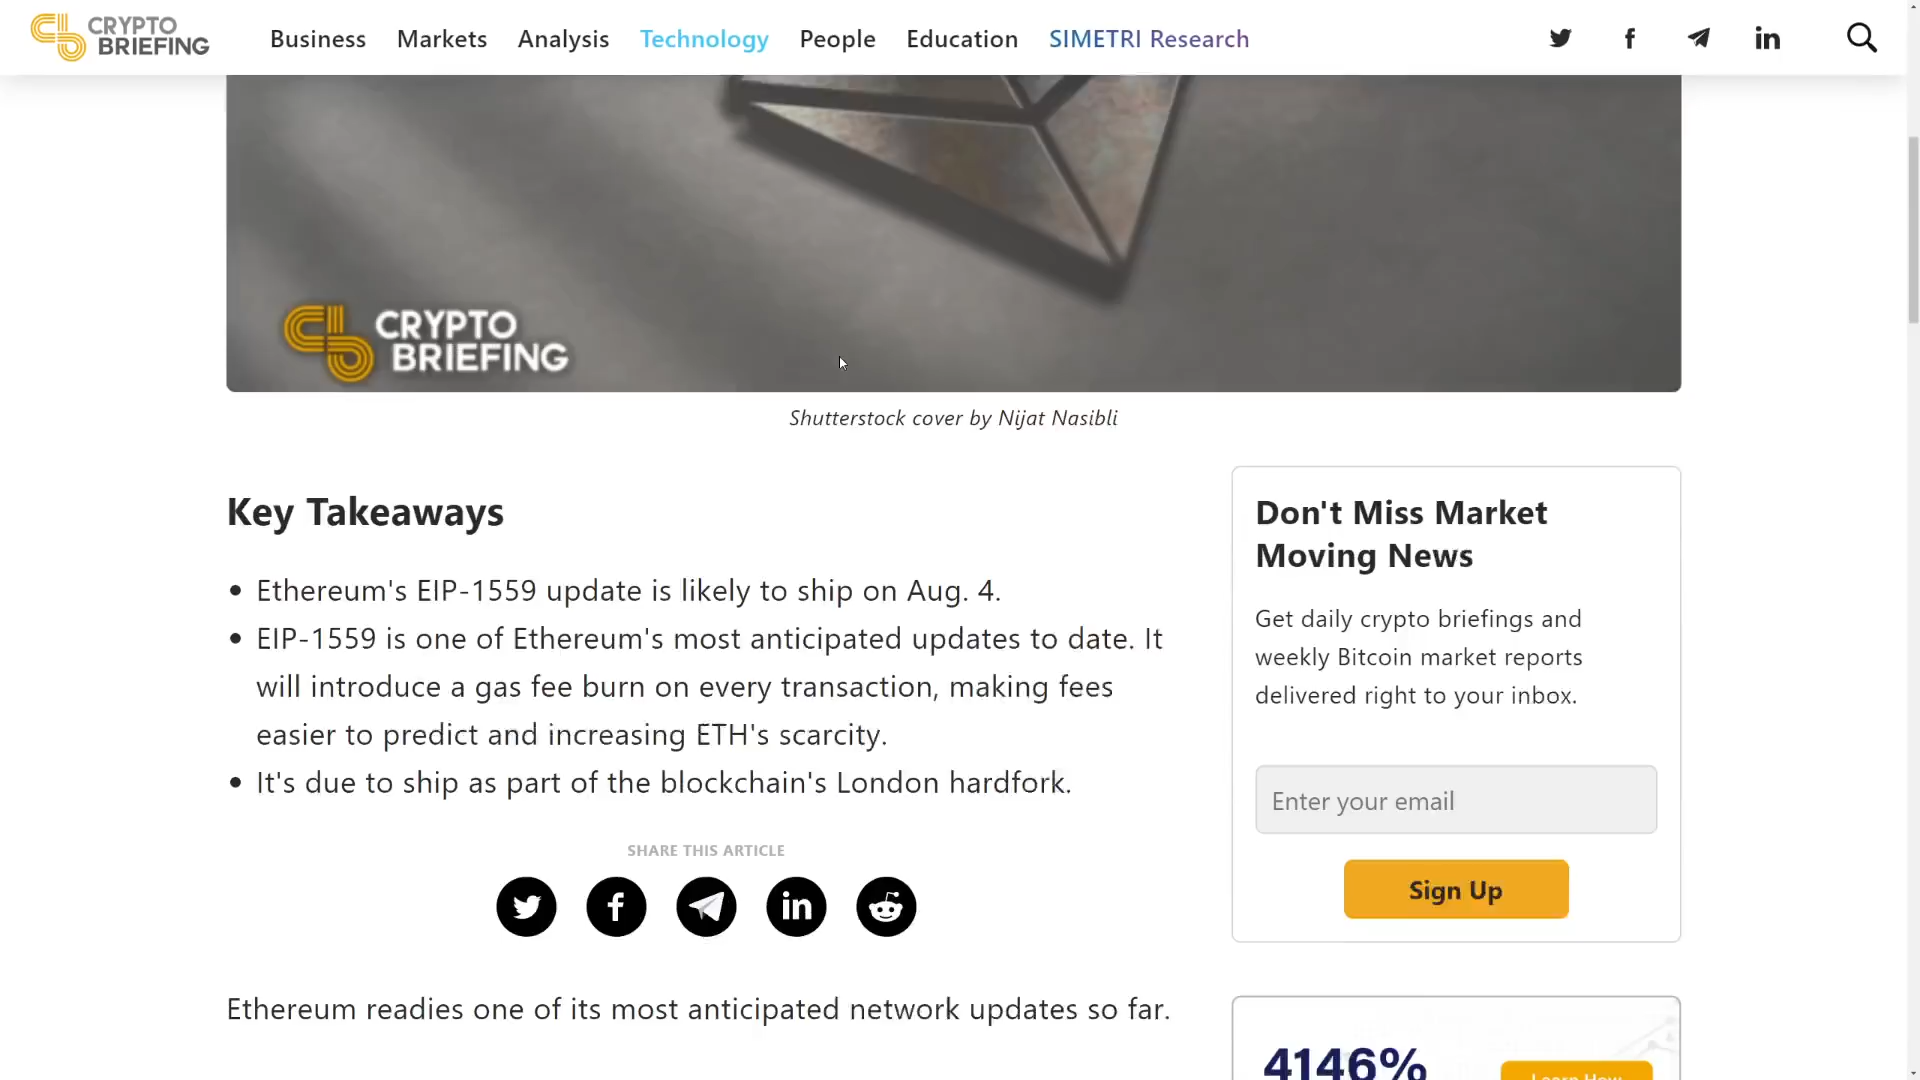 CRYPTO
BRIEFING
Business
Markets
Analysis
Technology
People
Education
SIMETRI Research
CRYPTO
BRIEFING
Shutterstock cover by Nijat Nasibli
Key Takeaways
• Ethereum's EIP-1559 update is likely to ship on Aug. 4.
• EIP-1559 is one of Ethereum's most anticipated updates to date. It
will introduce a gas fee burn on every transaction, making fees
easier to predict and increasing ETH's scarcity.
• It's due to ship as part of the blockchain's London hardfork.
SHARE THIS ARTICLE
Ethereum readies one of its most anticipated network updates so far.
Don't Miss Market
Moving News
Get daily crypto briefings and
weekly Bitcoin market reports
delivered right to your inbox.
Enter your email
Sign Up
4146%
Learn How